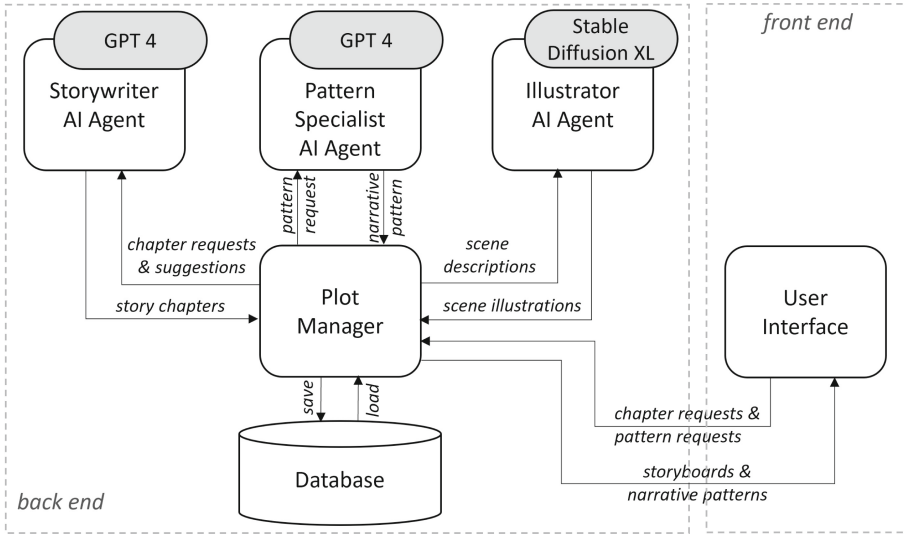 GPT 4
Storywriter
AI Agent
GPT 4
Pattern
Specialist
AI Agent
Stable
Diffusion XL
Illustrator
AI Agent
front end
pattern
request
narrative
pattern
chapter requests
& suggestions
story chapters
scene
descriptions
scene illustrations
Plot
Manager
User
Interface
save
load
chapter requests &
pattern requests
Database
storyboards &
narrative patterns
back end